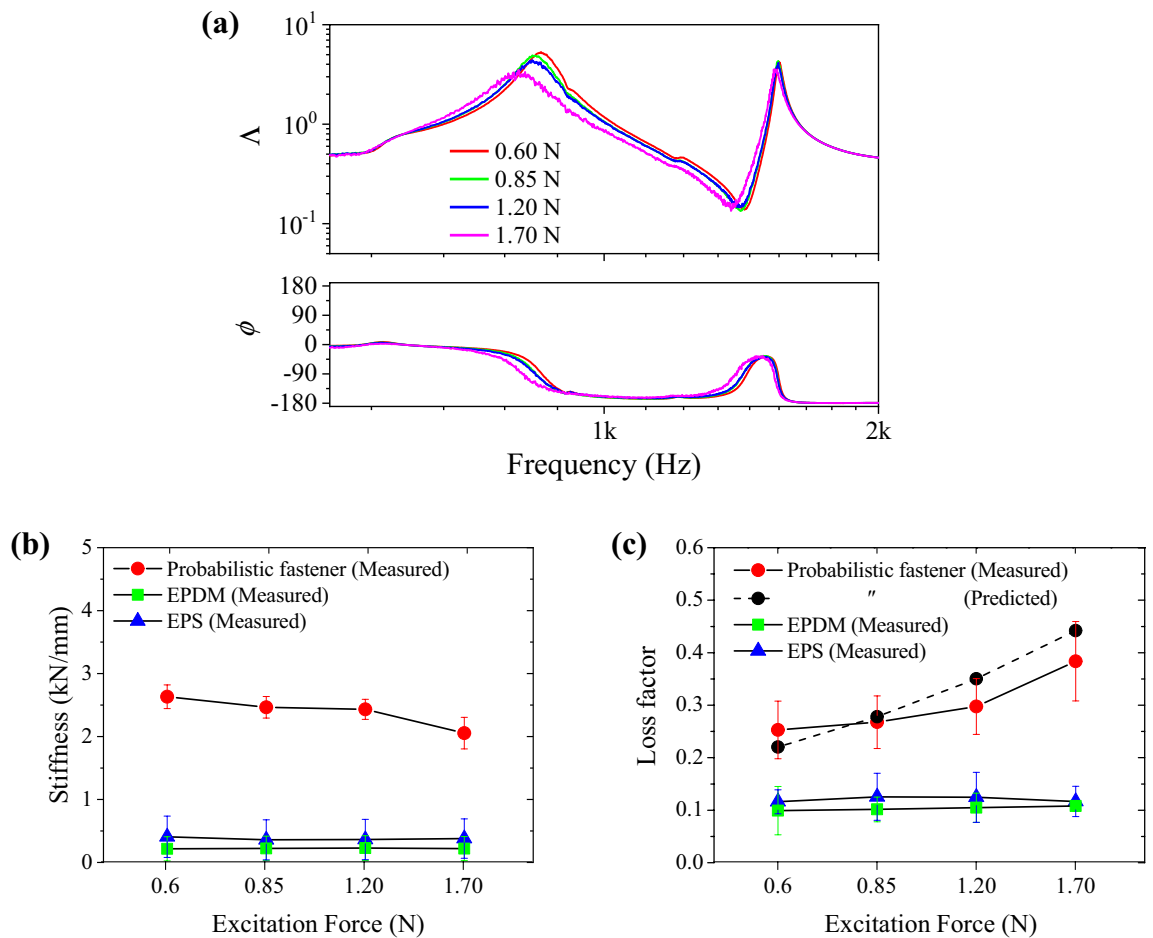 (a)
10¹
10⁰
10⁻¹
Λ
0.60 N
0.85 N
1.20 N
1.70 N
180
90
0
-90
-180
ϕ
1k 2k
Frequency (Hz)
(b)
5
4
3
2
1
0
Stiffness (kN/mm)
Probabilistic fastener (Measured)
EPDM (Measured)
EPS (Measured)
0.6 0.85 1.20 1.70
Excitation Force (N)
(c)
0.6
0.5
0.4
0.3
0.2
0.1
0.0
Loss factor
Probabilistic fastener (Measured)
″ (Predicted)
EPDM (Measured)
EPS (Measured)
0.6 0.85 1.20 1.70
Excitation Force (N)